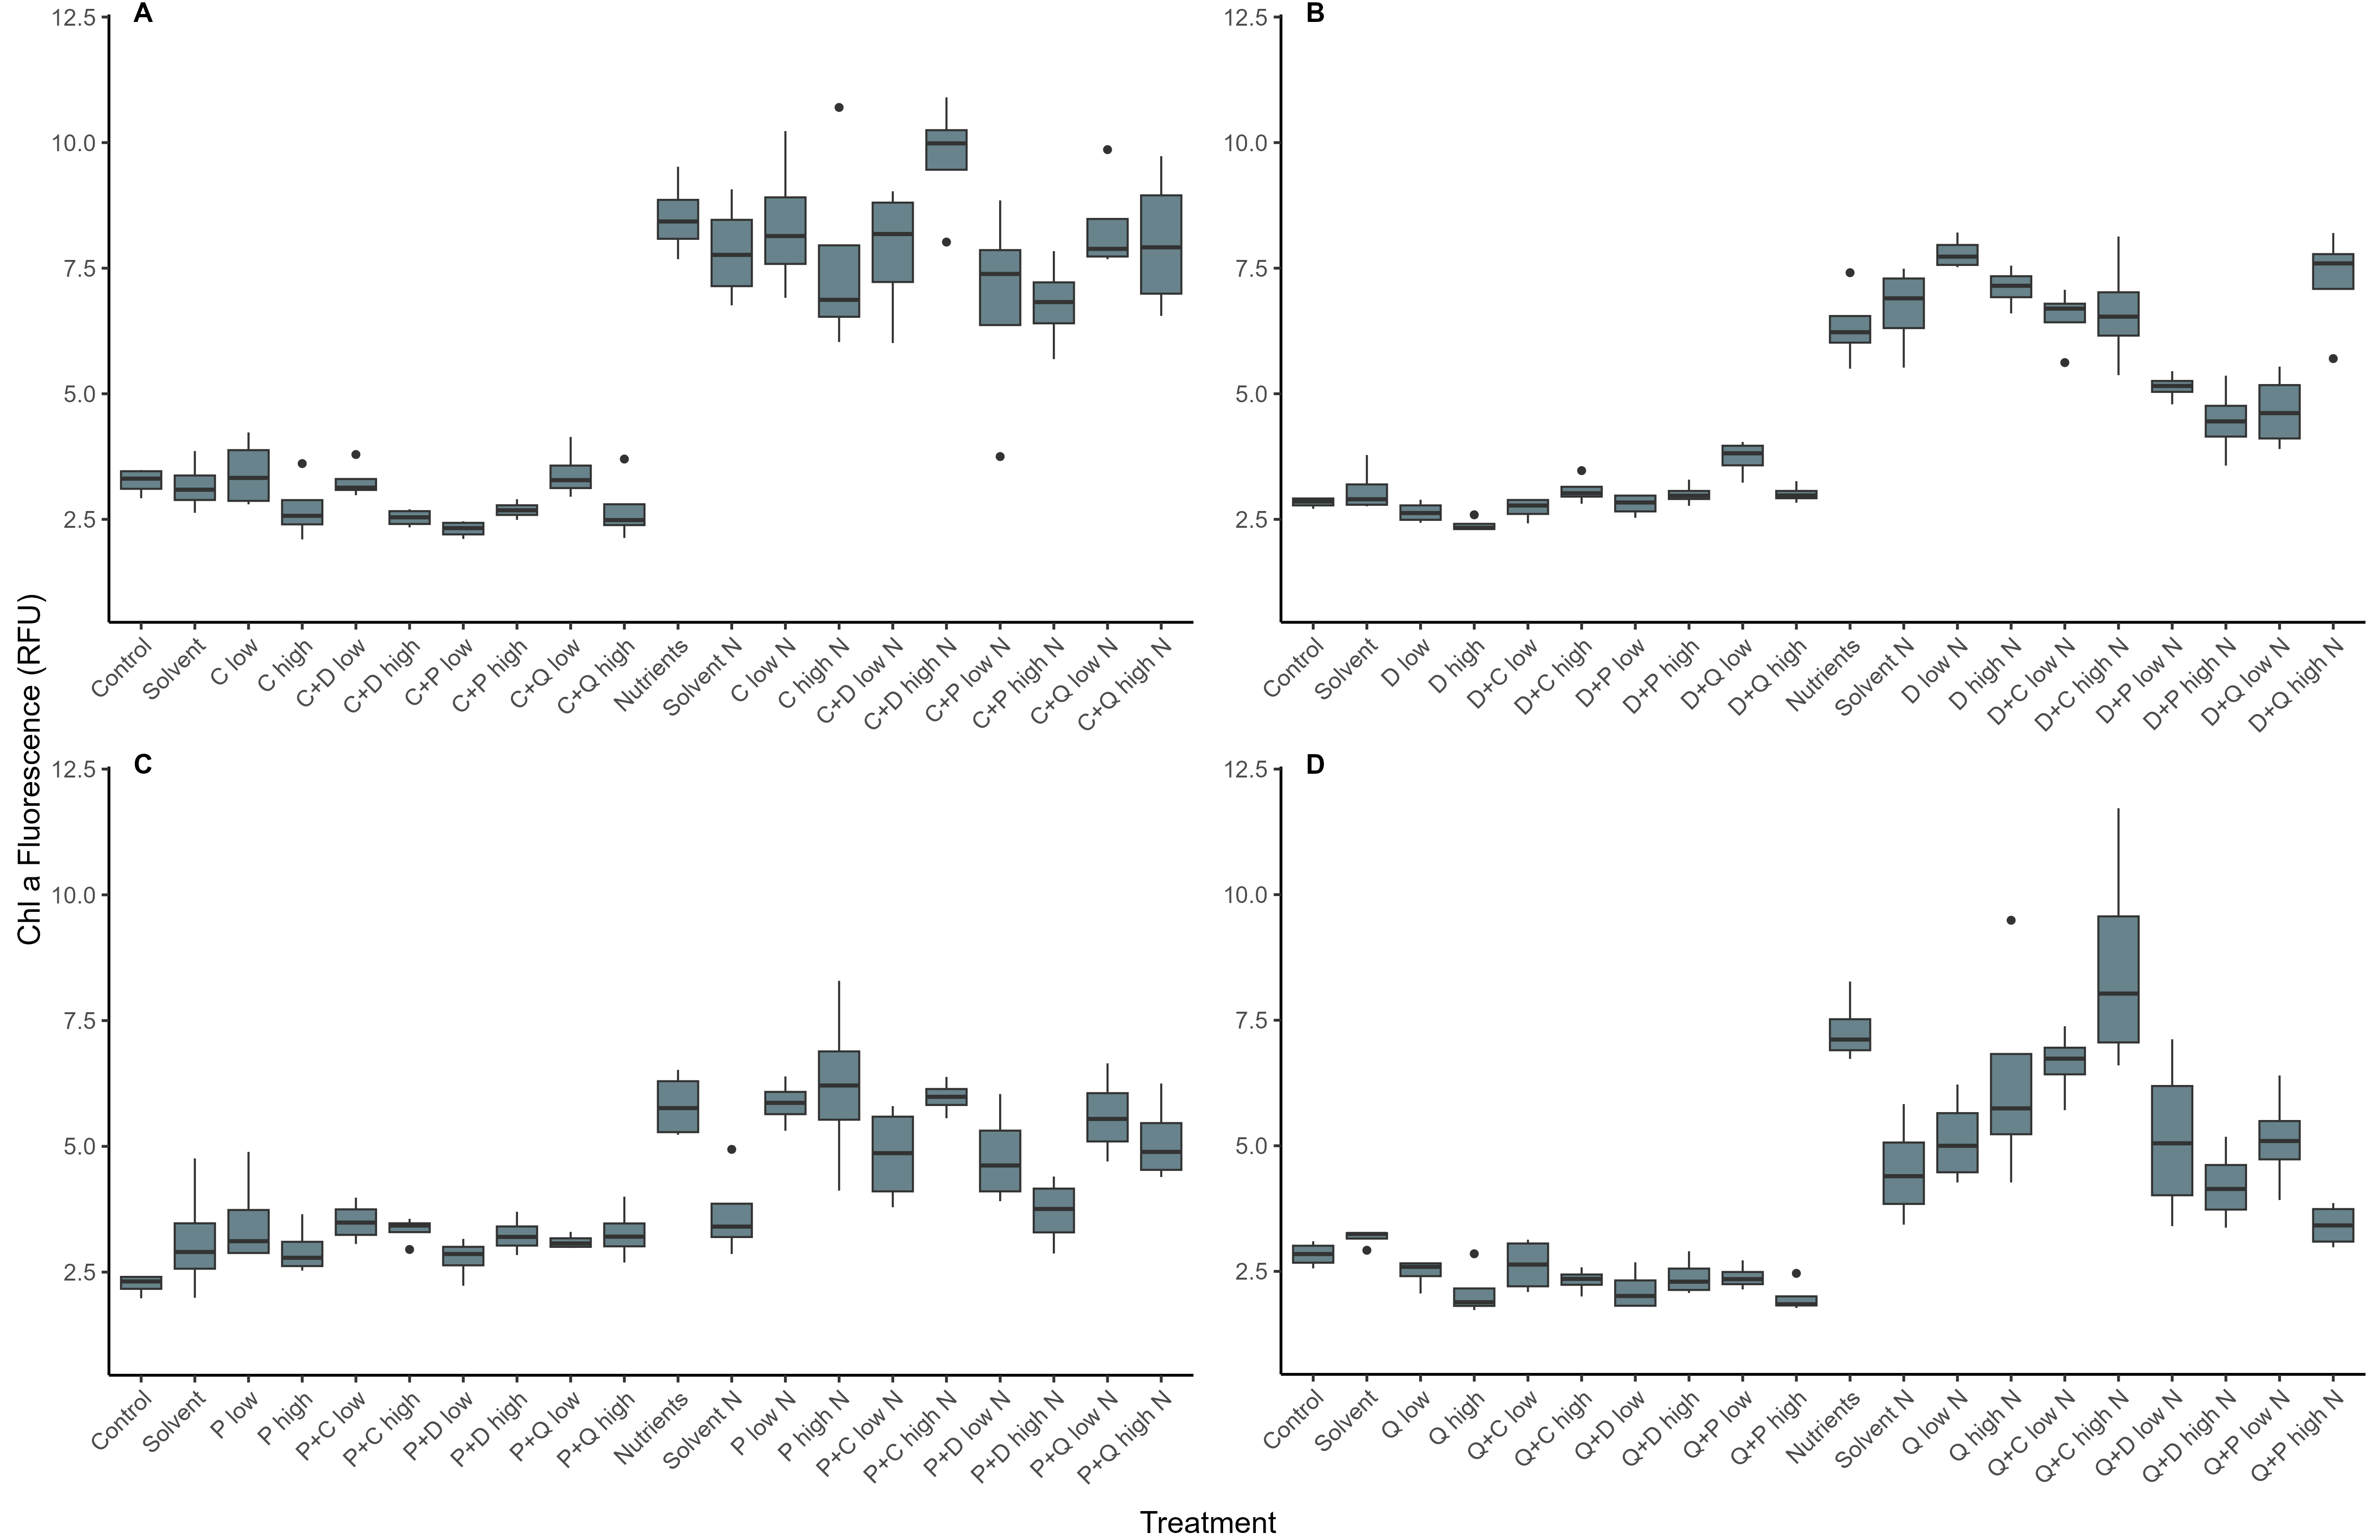 A
12.5
10.0
7.5
5.0
2.5
Control
Solvent
C low
C high
C+D low
C+D high
C+P low
C+P high
C+Q low
C+Q high
Nutrients
Solvent N
C low N
C high N
C+D low N
C+D high N
C+P low N
C+P high N
C+Q low N
C+Q high N
B
12.5
10.0
7.5
5.0
2.5
Control
Solvent
D low
D high
D+C low
D+C high
D+P low
D+P high
D+Q low
D+Q high
Nutrients
Solvent N
D low N
D high N
D+C low N
D+C high N
D+P low N
D+P high N
D+Q low N
D+Q high N
Chl a Fluorescence (RFU)
C
12.5
10.0
7.5
5.0
2.5
Control
Solvent
P low
P high
P+C low
P+C high
P+D low
P+D high
P+Q low
P+Q high
Nutrients
Solvent N
P low N
P high N
P+C low N
P+C high N
P+D low N
P+D high N
P+Q low N
P+Q high N
D
12.5
10.0
7.5
5.0
2.5
Control
Solvent
Q low
Q high
Q+C low
Q+C high
Q+D low
Q+D high
Q+P low
Q+P high
Nutrients
Solvent N
Q low N
Q high N
Q+C low N
Q+C high N
Q+D low N
Q+D high N
Q+P low N
Q+P high N
Treatment